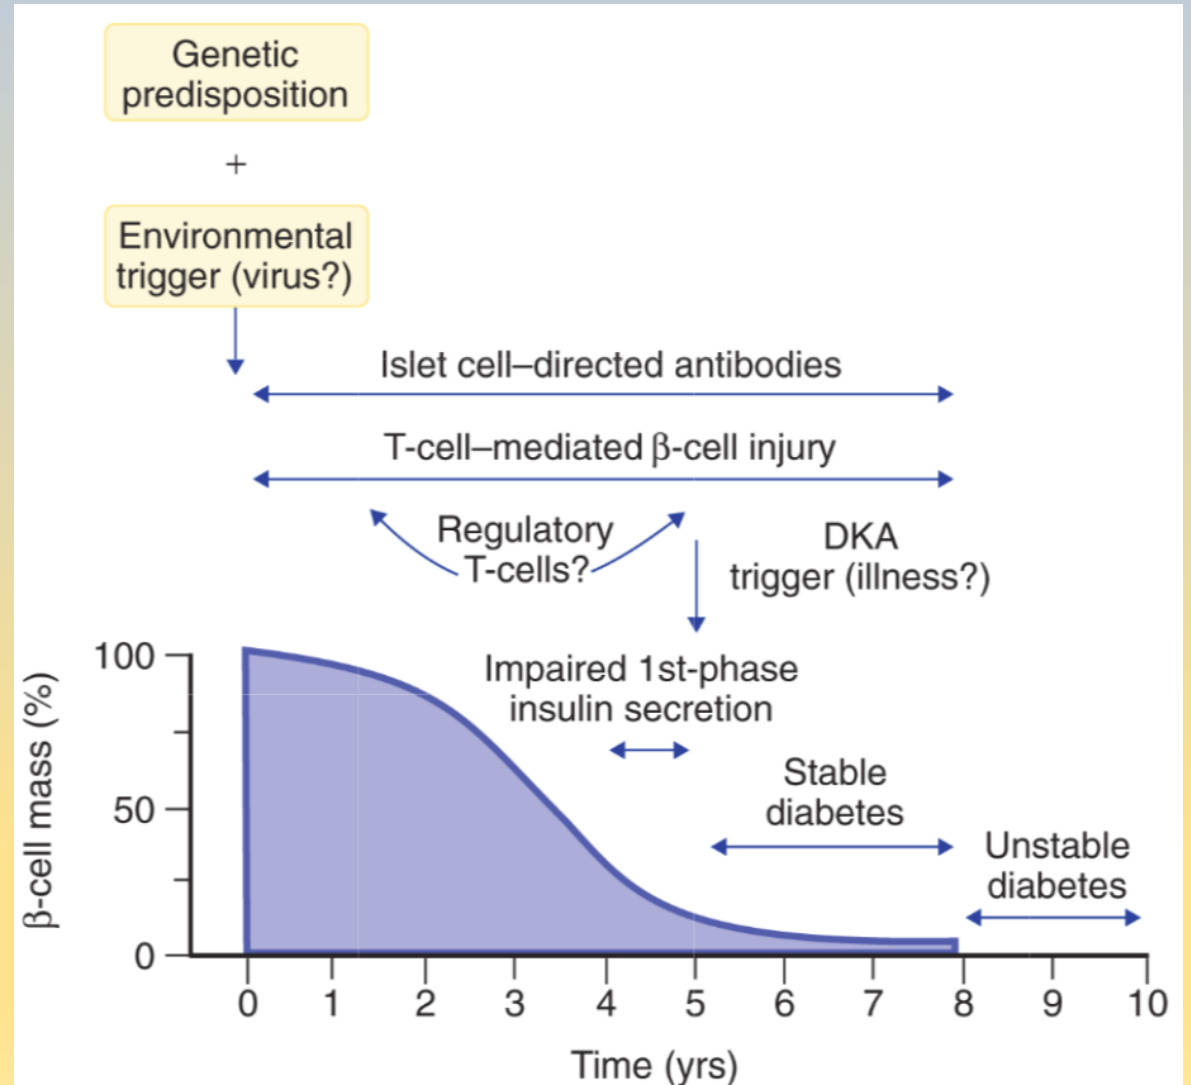 Genetic
predisposition
+
Environmental
trigger (virus?)
Islet cell–directed antibodies
T-cell–mediated β-cell injury
Regulatory
T-cells?
DKA
trigger (illness?)
Impaired 1st-phase
insulin secretion
Stable
diabetes
Unstable
diabetes
β-cell mass (%)
100
50
0
0 1 2 3 4 5 6 7 8 9 10
Time (yrs)